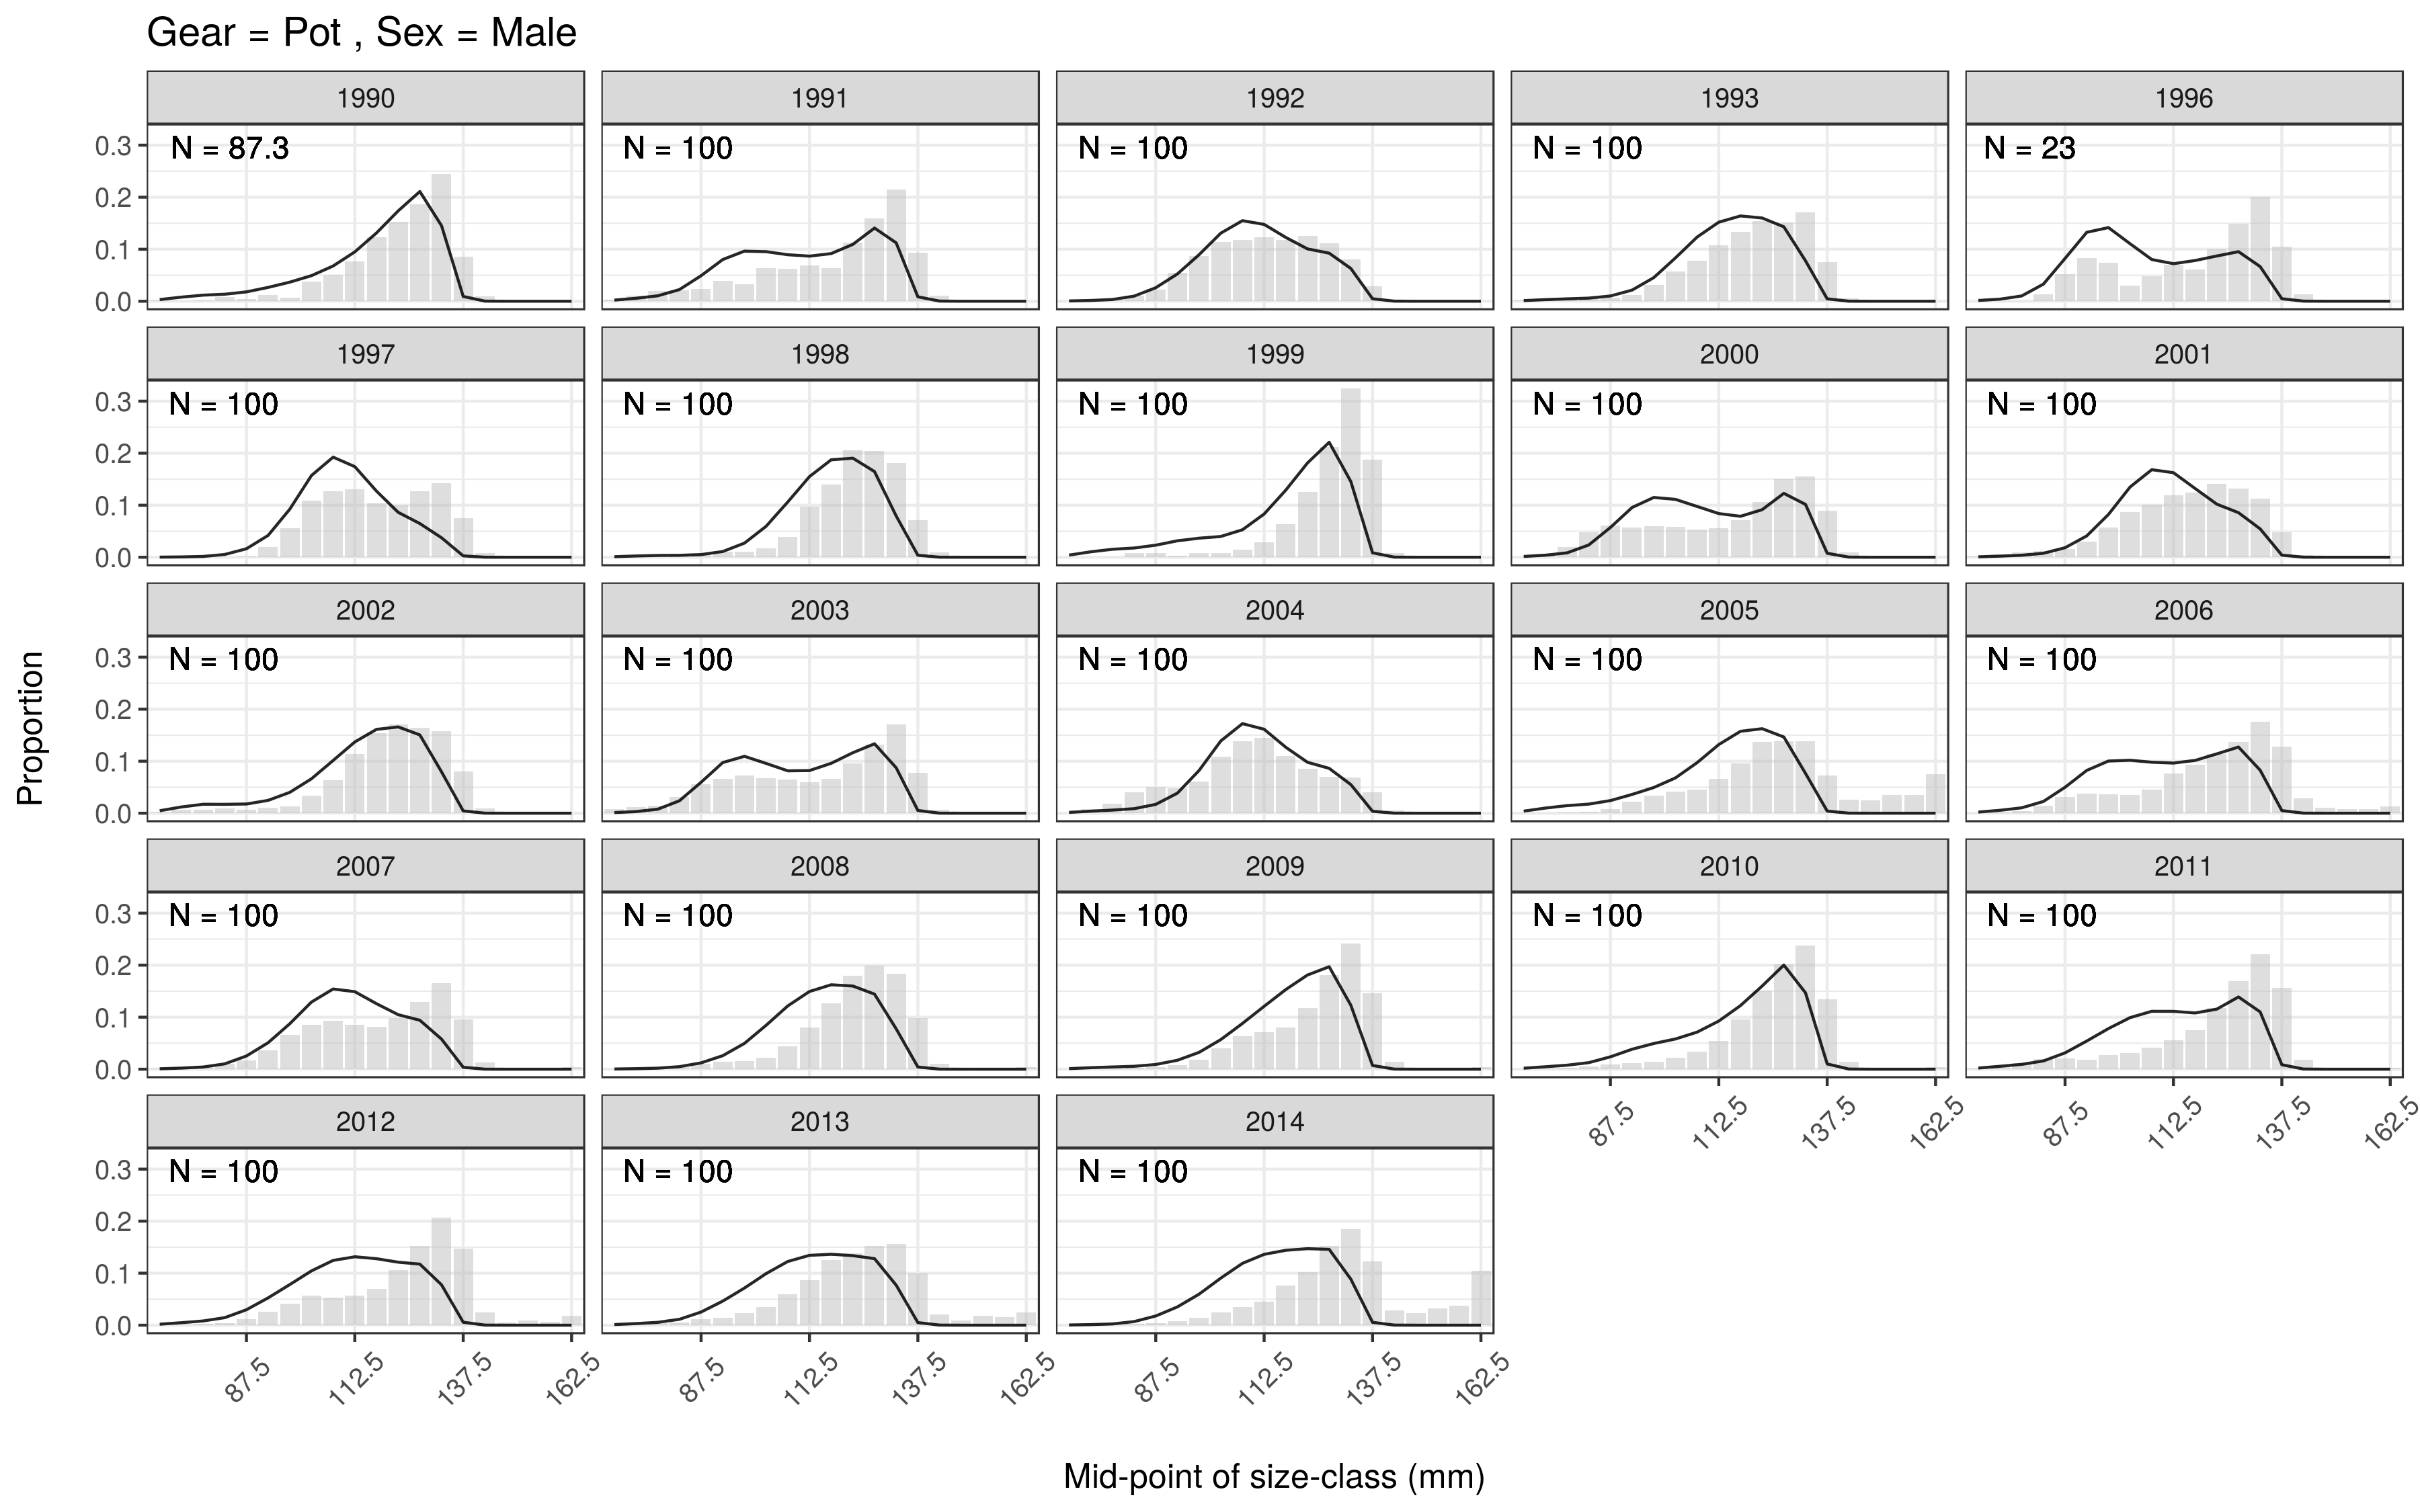 Gear = Pot , Sex = Male
1990 1991 1992 1993 1996
N = 87.3 N = 100 N = 100 N = 100 N = 23
0.3
0.2
0.1
0.0
1997 1998 1999 2000 2001
N = 100 N = 100 N = 100 N = 100 N = 100
0.3
0.2
0.1
0.0
2002 2003 2004 2005 2006
N = 100 N = 100 N = 100 N = 100 N = 100
0.3
0.2
0.1
0.0
Proportion
2007 2008 2009 2010 2011
N = 100 N = 100 N = 100 N = 100 N = 100
0.3
0.2
0.1
0.0
87.5 112.5 137.5 162.5 87.5 112.5 137.5 162.5
2012 2013 2014
N = 100 N = 100 N = 100
0.3
0.2
0.1
0.0
87.5 112.5 137.5 162.5 87.5 112.5 137.5 162.5 87.5 112.5 137.5 162.5
Mid-point of size-class (mm)